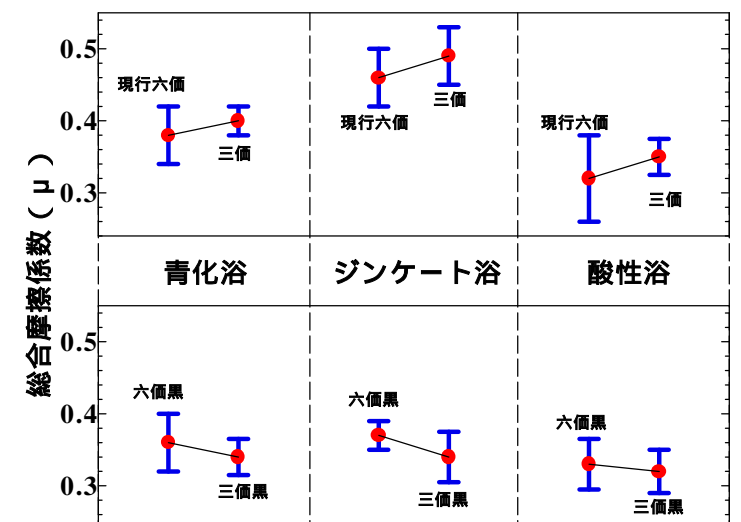 総合摩擦係数(μ)
0.5
0.4
0.3
現行六価
三価
現行六価
三価
現行六価
三価
青化浴
ジンケート浴
酸性浴
0.5
0.4
0.3
六価黒
三価黒
六価黒
三価黒
六価黒
三価黒